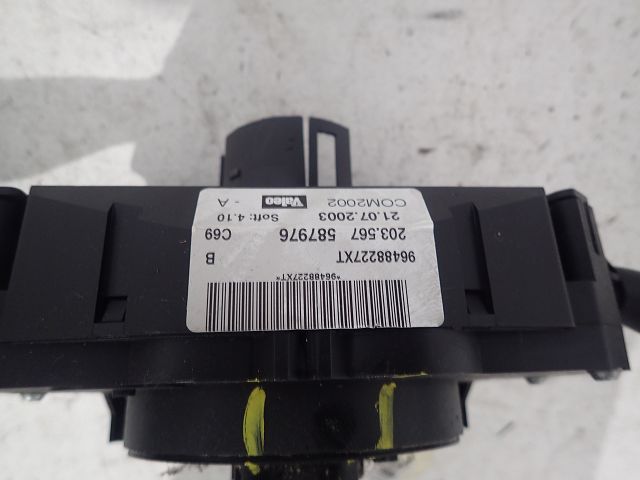 *96488227XT*
96488227XT B
203.567 587976 C69
21.07.2003 Soft: 4.10
COM2002 Valeo - A